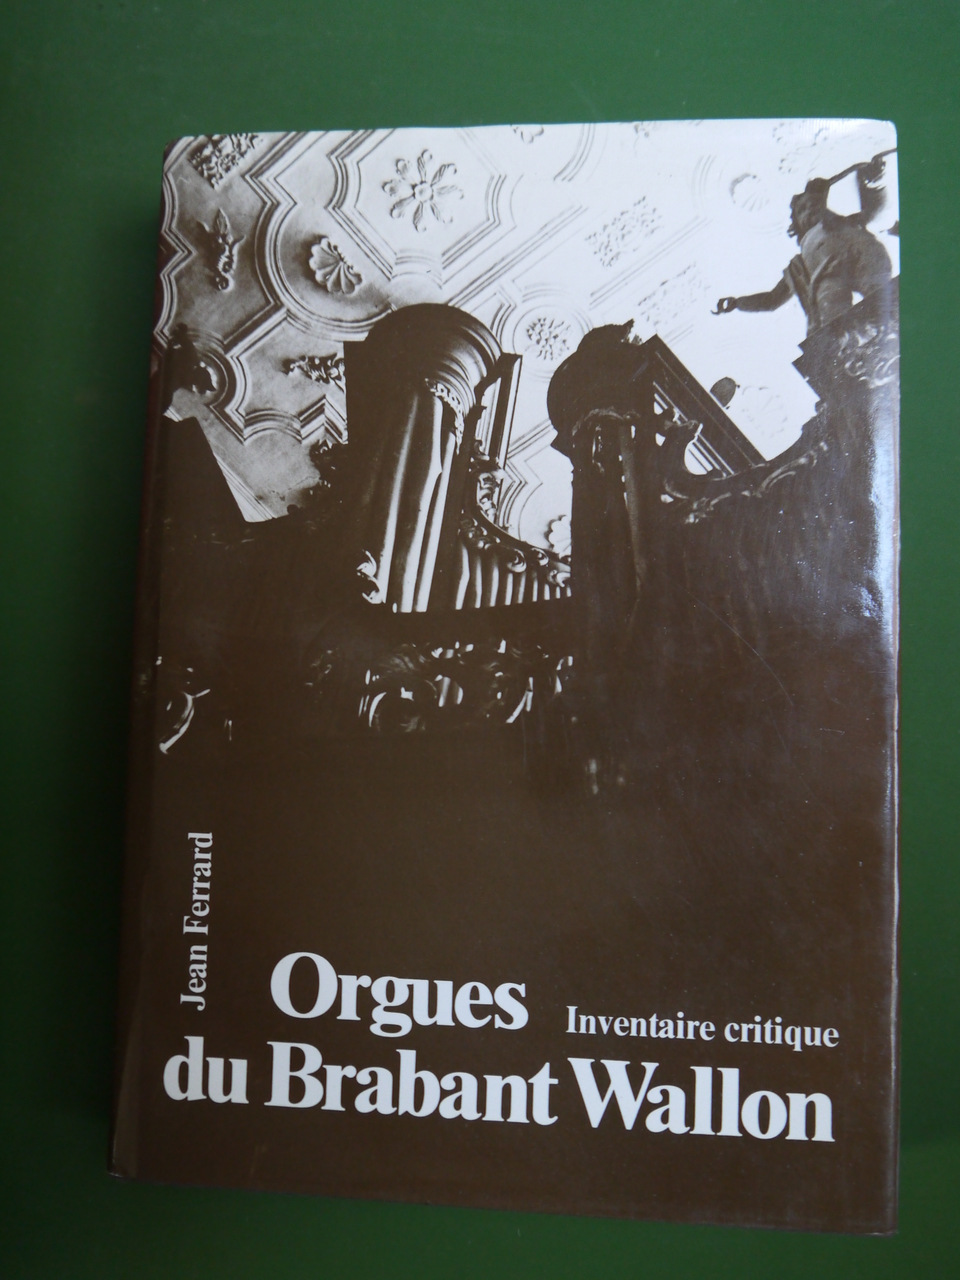 Jean Ferrard
Orgues
Inventaire critique
du Brabant Wallon